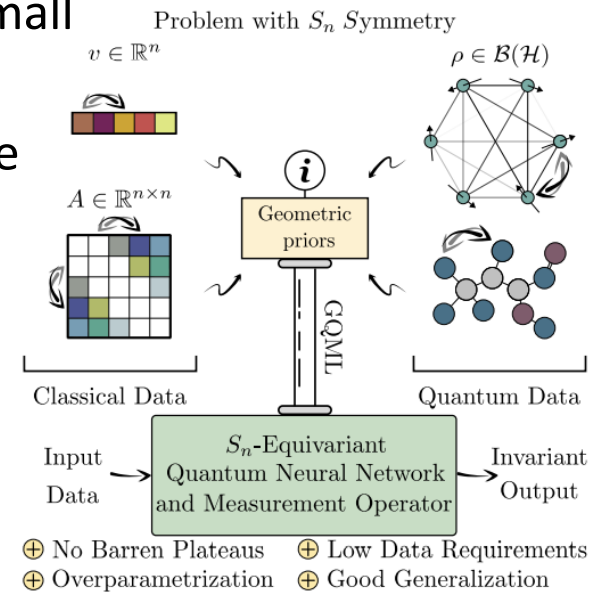 mall
e
Problem with Sₙ Symmetry
v ∈ ℝⁿ
ρ ∈ 𝓑(𝓗)
A ∈ ℝⁿˣⁿ
i
Geometric
priors
GQML
Classical Data
Quantum Data
Input
Data
Sₙ-Equivariant
Quantum Neural Network
and Measurement Operator
Invariant
Output
⊕ No Barren Plateaus
⊕ Low Data Requirements
⊕ Overparametrization
⊕ Good Generalization